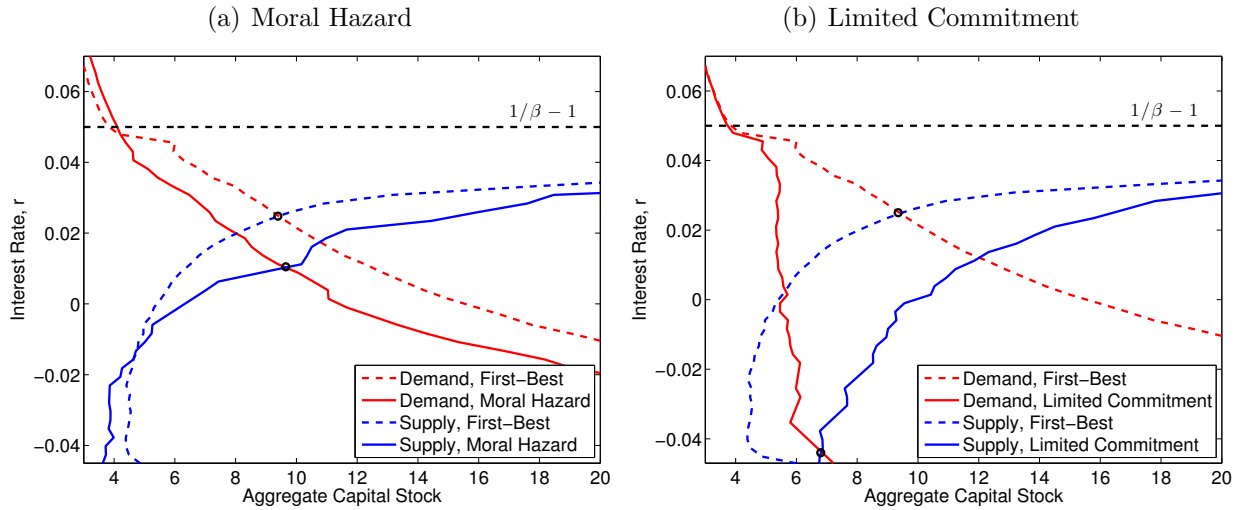 (a) Moral Hazard
0.06
0.04
0.02
0
−0.02
−0.04
Interest Rate, r
1/β − 1
Demand, First−Best
Demand, Moral Hazard
Supply, First−Best
Supply, Moral Hazard
4 6 8 10 12 14 16 18 20
Aggregate Capital Stock
(b) Limited Commitment
0.06
0.04
0.02
0
−0.02
−0.04
Interest Rate, r
1/β − 1
Demand, First−Best
Demand, Limited Commitment
Supply, First−Best
Supply, Limited Commitment
4 6 8 10 12 14 16 18 20
Aggregate Capital Stock